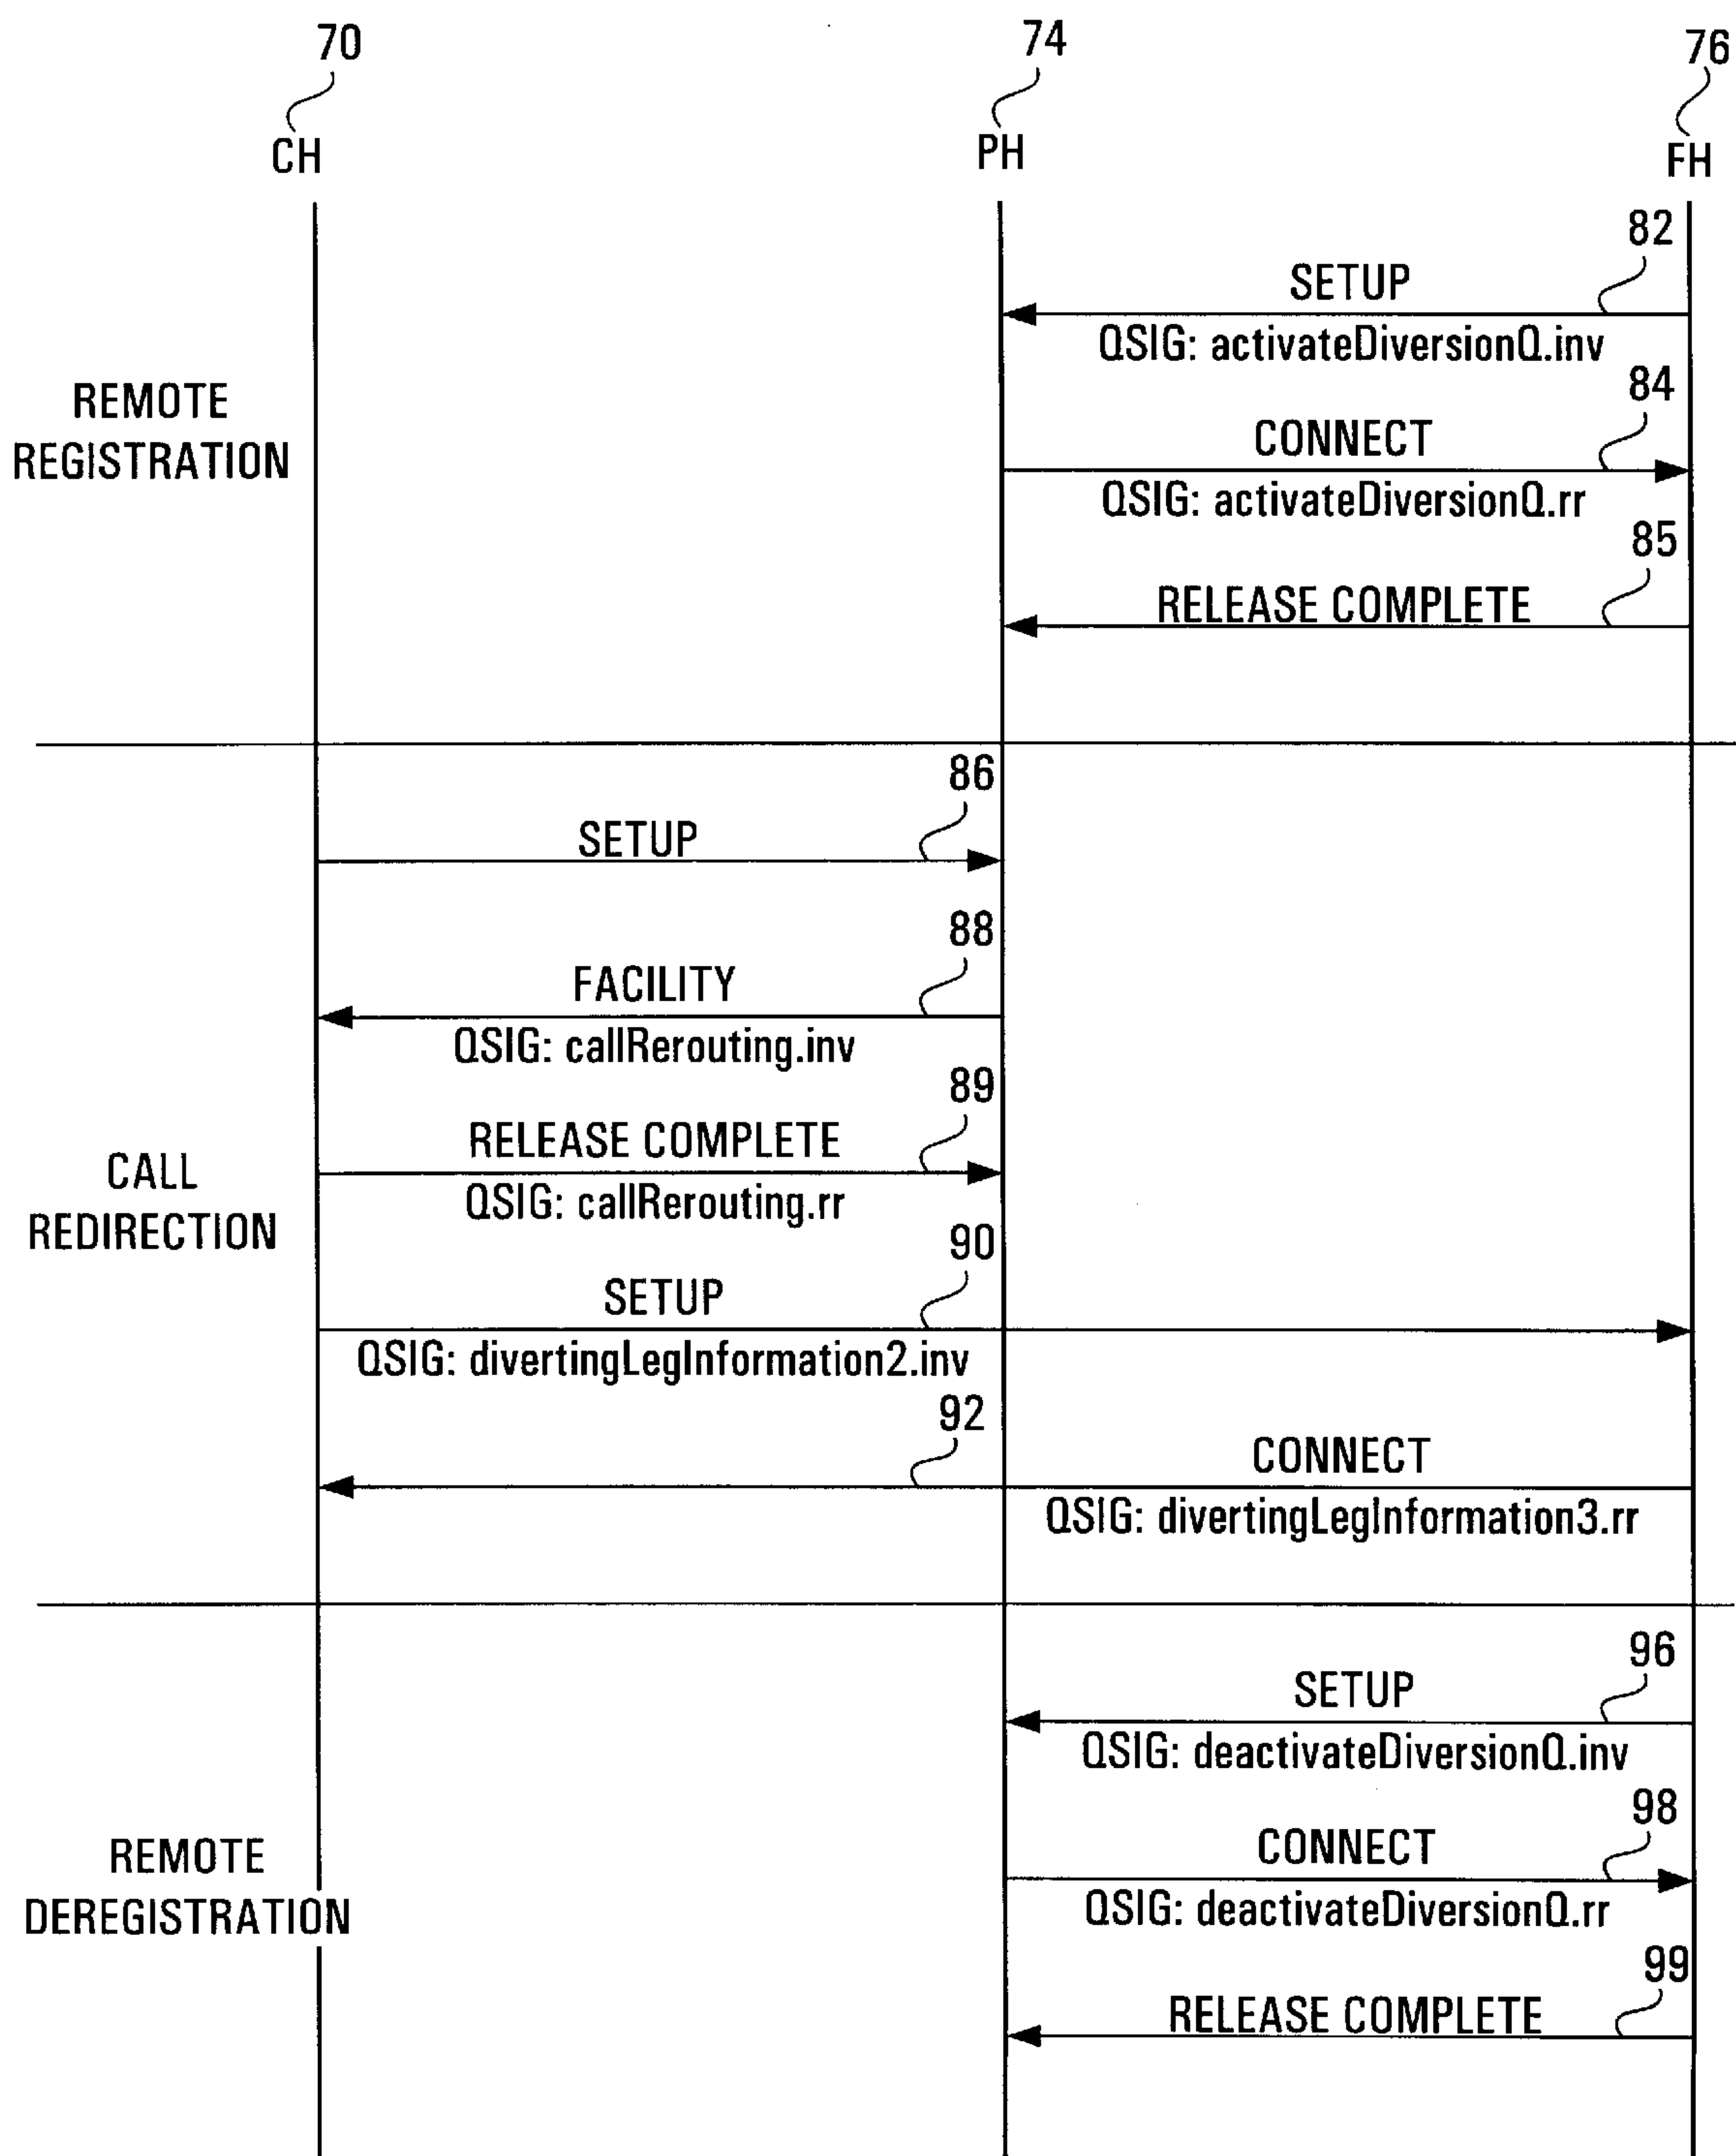 70
74
76
CH
PH
FH
82
SETUP
QSIG: activateDiversionQ.inv
84
REMOTE
REGISTRATION
CONNECT
QSIG: activateDiversionQ.rr
85
RELEASE COMPLETE
86
SETUP
88
FACILITY
QSIG: callRerouting.inv
89
RELEASE COMPLETE
QSIG: callRerouting.rr
CALL
REDIRECTION
90
SETUP
QSIG: divertingLegInformation2.inv
92
CONNECT
QSIG: divertingLegInformation3.rr
96
SETUP
QSIG: deactivateDiversionQ.inv
98
REMOTE
DEREGISTRATION
CONNECT
QSIG: deactivateDiversionQ.rr
99
RELEASE COMPLETE